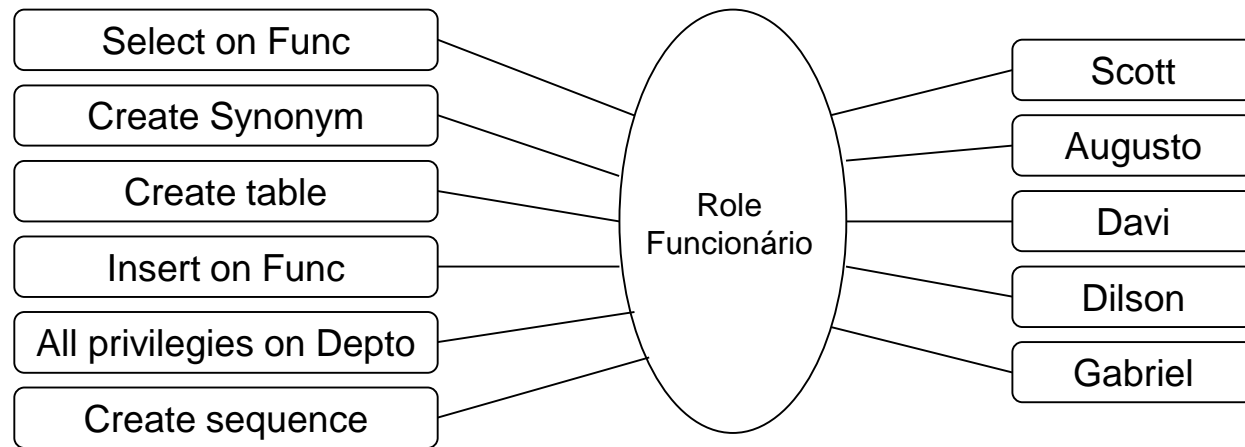 Select on Func
Create Synonym
Create table
Insert on Func
All privilegies on Depto
Create sequence
Role
Funcionário
Scott
Augusto
Davi
Dilson
Gabriel